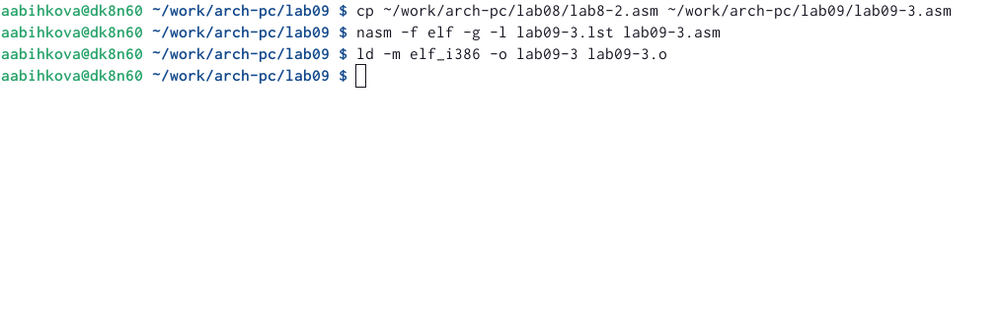 aabihkova@dk8n60 ~/work/arch-pc/lab09 $ cp ~/work/arch-pc/lab08/lab8-2.asm ~/work/arch-pc/lab09/lab09-3.asm
aabihkova@dk8n60 ~/work/arch-pc/lab09 $ nasm -f elf -g -l lab09-3.lst lab09-3.asm
aabihkova@dk8n60 ~/work/arch-pc/lab09 $ ld -m elf_i386 -o lab09-3 lab09-3.o
aabihkova@dk8n60 ~/work/arch-pc/lab09 $